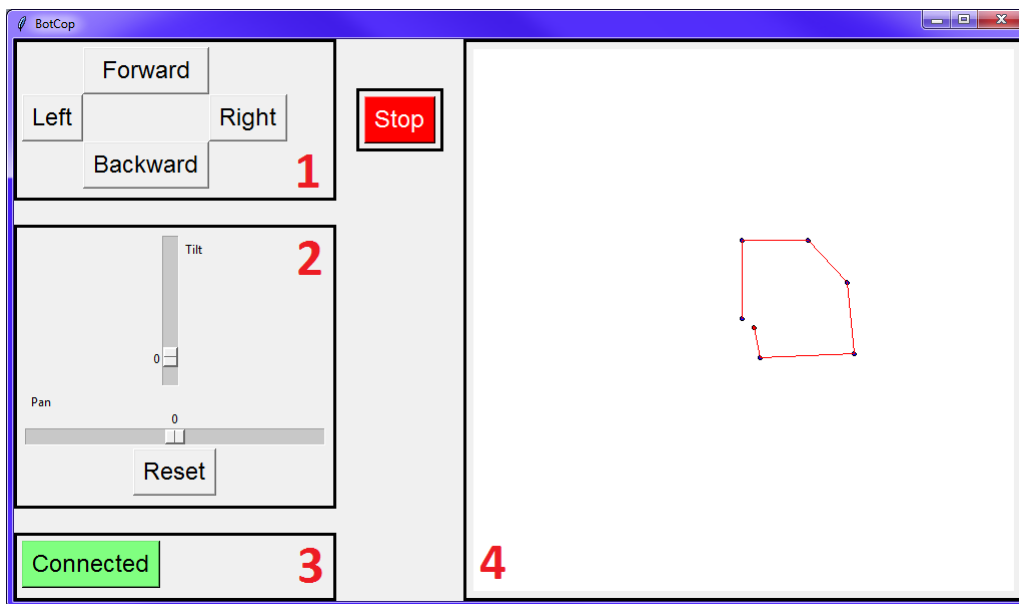 BotCop
Forward
Left
Right
Backward
1
Stop
2
Tilt
0
Pan
0
Reset
Connected
3
4